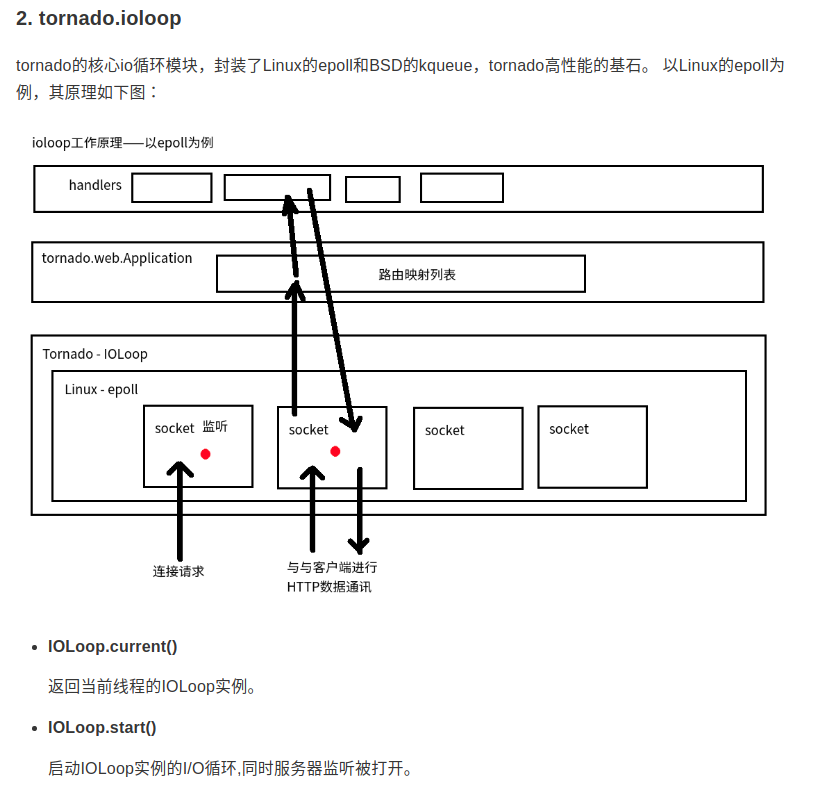 2. tornado.ioloop
tornado的核心io循环模块，封装了Linux的epoll和BSD的kqueue，tornado高性能的基石。 以Linux的epoll为
例，其原理如下图：
ioloop工作原理——以epoll为例
handlers
tornado.web.Application
路由映射列表
Tornado - IOLoop
Linux - epoll
socket 监听
socket
socket
socket
连接请求
与与客户端进行
HTTP数据通讯
• IOLoop.current()
返回当前线程的IOLoop实例。
• IOLoop.start()
启动IOLoop实例的I/O循环,同时服务器监听被打开。